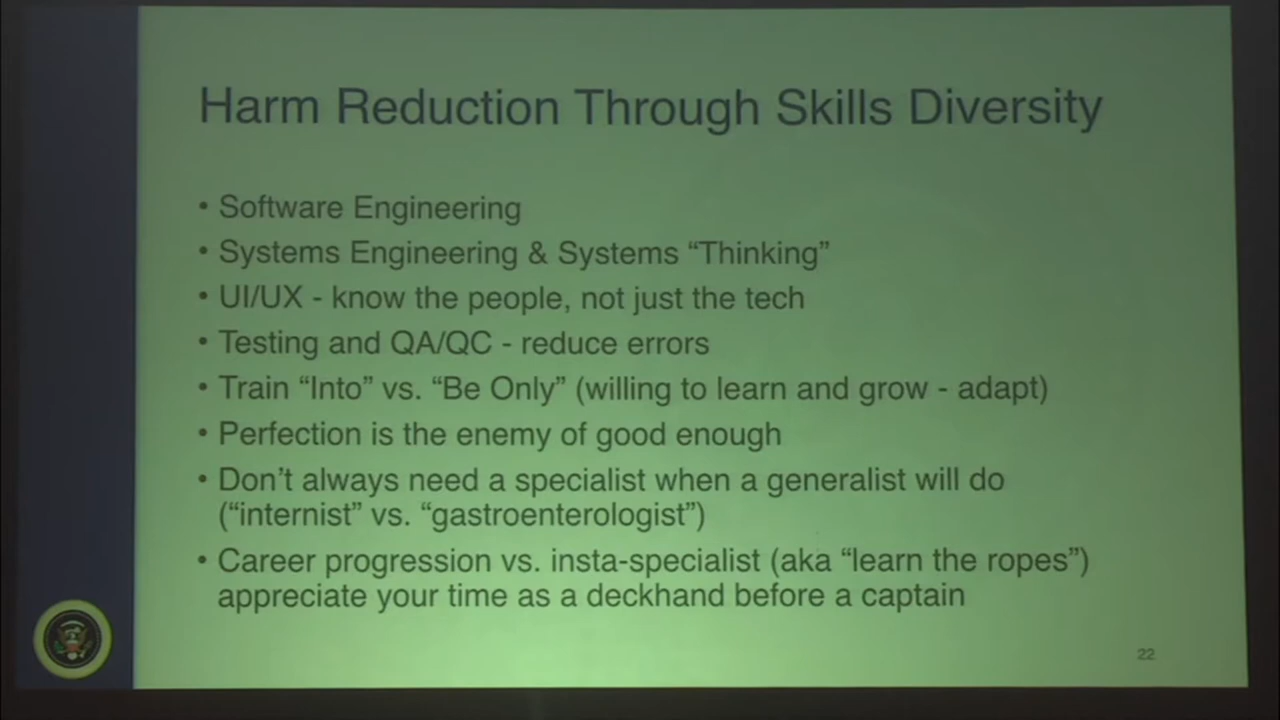 Harm Reduction Through Skills Diversity
• Software Engineering
• Systems Engineering & Systems “Thinking”
• UI/UX - know the people, not just the tech
• Testing and QA/QC - reduce errors
• Train “Into” vs. “Be Only” (willing to learn and grow - adapt)
• Perfection is the enemy of good enough
• Don’t always need a specialist when a generalist will do
(“internist” vs. “gastroenterologist”)
• Career progression vs. insta-specialist (aka “learn the ropes”)
appreciate your time as a deckhand before a captain
22